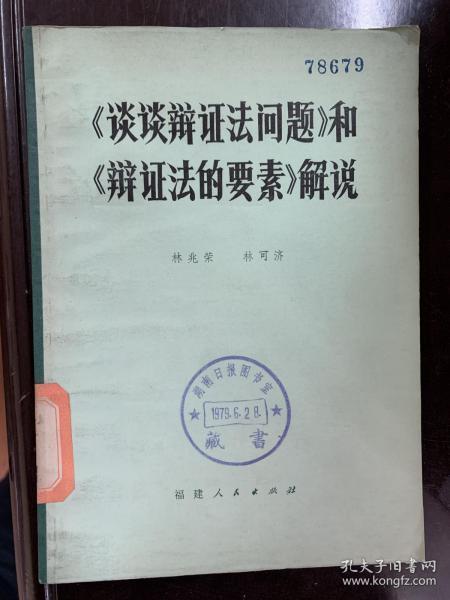 78679
《谈谈辩证法问题》和
《辩证法的要素》解说
林兆荣 林可济
湖南日报图书室
1979.6.28.
藏書
福建人民出版社
孔夫子旧书网
www.kongfz.com